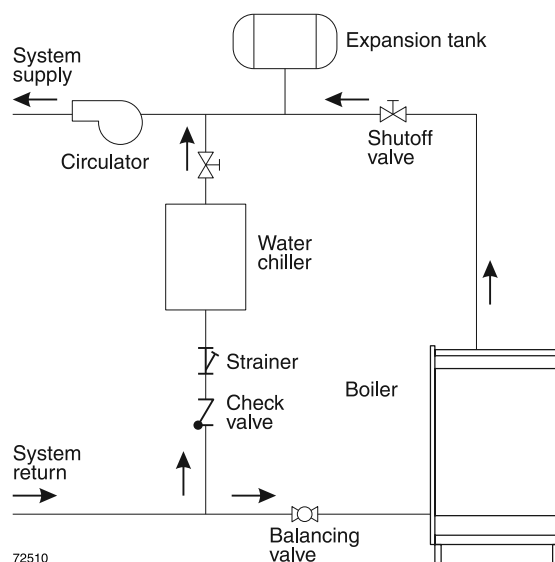 Expansion tank
System
supply
Circulator
Shutoff
valve
Water
chiller
Strainer
Boiler
Check
valve
System
return
Balancing
valve
72510